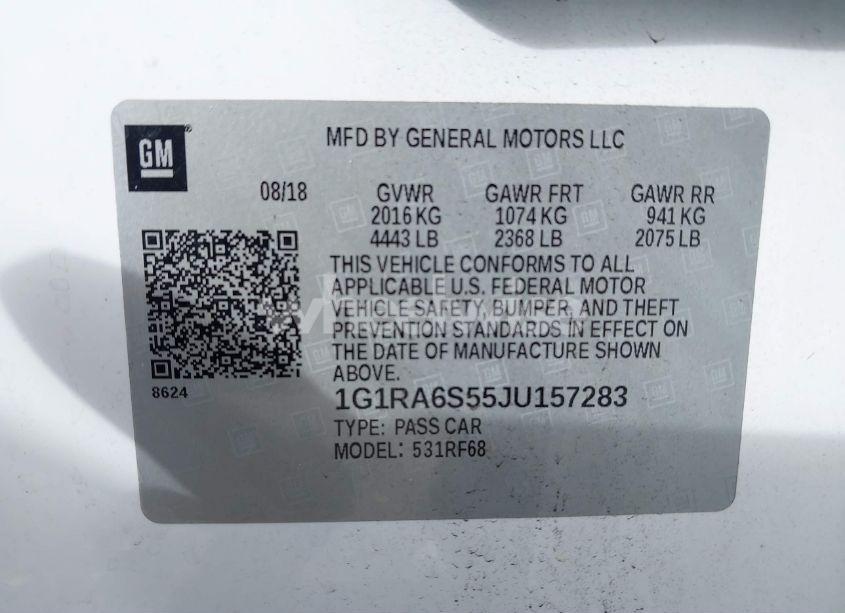 GM
MFD BY GENERAL MOTORS LLC
08/18 GVWR GAWR FRT GAWR RR
2016 KG 1074 KG 941 KG
4443 LB 2368 LB 2075 LB
THIS VEHICLE CONFORMS TO ALL
APPLICABLE U.S. FEDERAL MOTOR
VEHICLE SAFETY, BUMPER, AND THEFT
PREVENTION STANDARDS IN EFFECT ON
THE DATE OF MANUFACTURE SHOWN
ABOVE.
8624
1G1RA6S55JU157283
TYPE: PASS CAR
MODEL: 531RF68